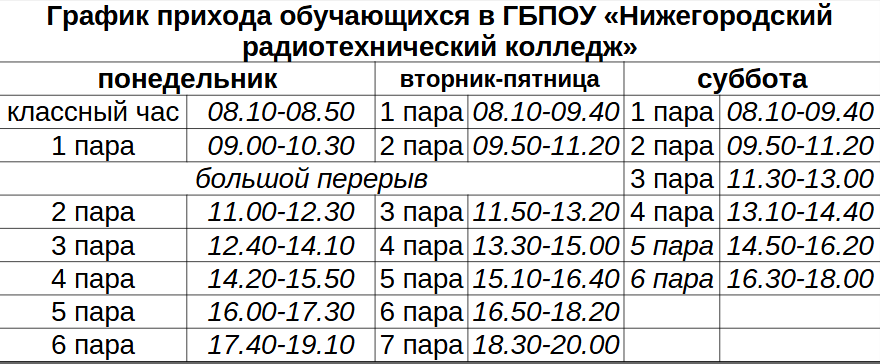 График прихода обучающихся в ГБПОУ «Нижегородский
радиотехнический колледж»
понедельник вторник-пятница суббота
классный час 08.10-08.50 1 пара 08.10-09.40 1 пара 08.10-09.40
1 пара 09.00-10.30 2 пара 09.50-11.20 2 пара 09.50-11.20
большой перерыв 3 пара 11.30-13.00
2 пара 11.00-12.30 3 пара 11.50-13.20 4 пара 13.10-14.40
3 пара 12.40-14.10 4 пара 13.30-15.00 5 пара 14.50-16.20
4 пара 14.20-15.50 5 пара 15.10-16.40 6 пара 16.30-18.00
5 пара 16.00-17.30 6 пара 16.50-18.20
6 пара 17.40-19.10 7 пара 18.30-20.00